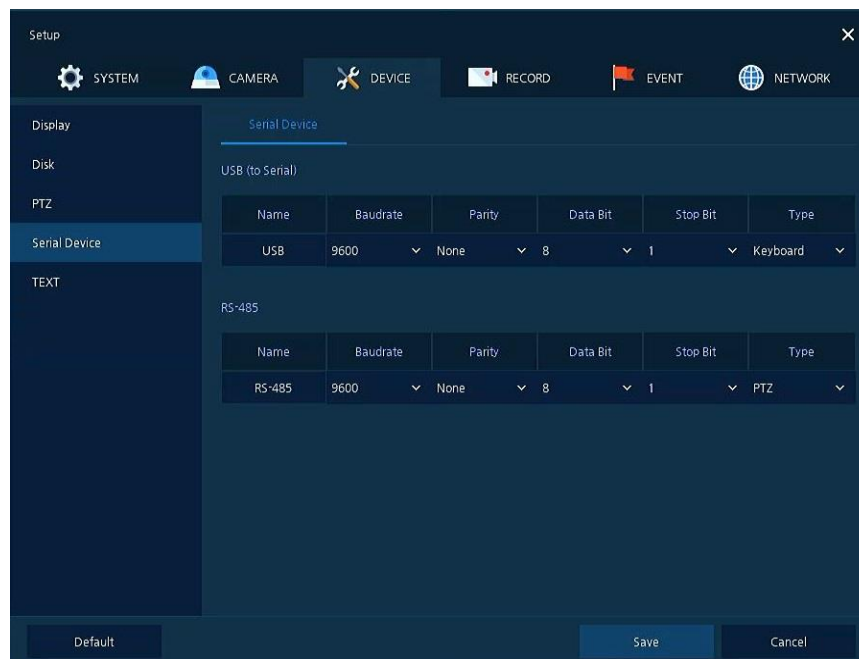 Setup
SYSTEM CAMERA DEVICE RECORD EVENT NETWORK
Display
Disk
PTZ
Serial Device
TEXT
Serial Device
USB (to Serial)
Name Baudrate Parity Data Bit Stop Bit Type
USB 9600 None 8 1 Keyboard
RS-485
Name Baudrate Parity Data Bit Stop Bit Type
RS-485 9600 None 8 1 PTZ
Default Save Cancel